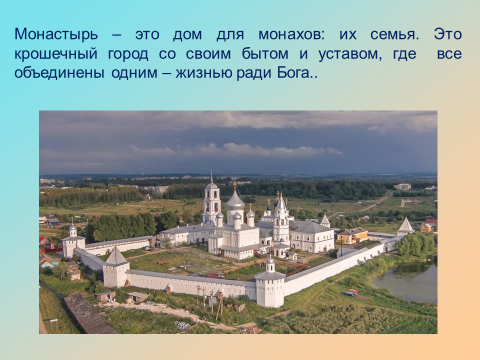 Монастырь – это дом для монахов: их семья. Это
крошечный город со своим бытом и уставом, где все
объединены одним – жизнью ради Бога..